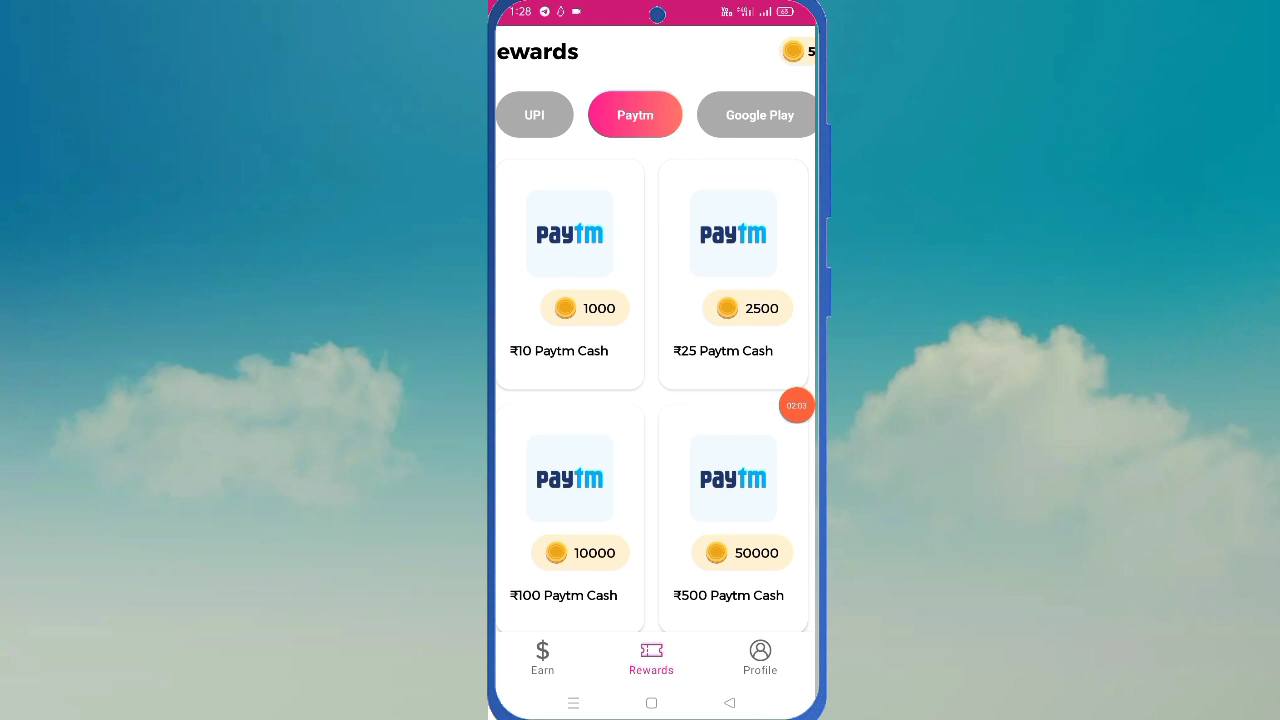 1:28
65
ewards
5
UPI
Paytm
Google Play
paytm
paytm
1000
2500
₹10 Paytm Cash
₹25 Paytm Cash
02:03
paytm
paytm
10000
50000
₹100 Paytm Cash
₹500 Paytm Cash
$
Earn
Rewards
Profile